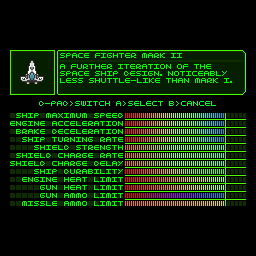 SPACE FIGHTER MARK II
A FURTHER ITERATION OF THE
SPACE SHIP DESIGN. NOTICEABLY
LESS SHUTTLE-LIKE THAN MARK I.
D-PAD>SWITCH A>SELECT B>CANCEL
SHIP MAXIMUM SPEED
ENGINE ACCELERATION
BRAKE DECELERATION
SHIP TURNING RATE
SHIELD STRENGTH
SHIELD CHARGE RATE
SHIELD CHARGE DELAY
SHIP DURABILITY
ENGINE HEAT LIMIT
GUN HEAT LIMIT
GUN AMMO LIMIT
MISSLE AMMO LIMIT